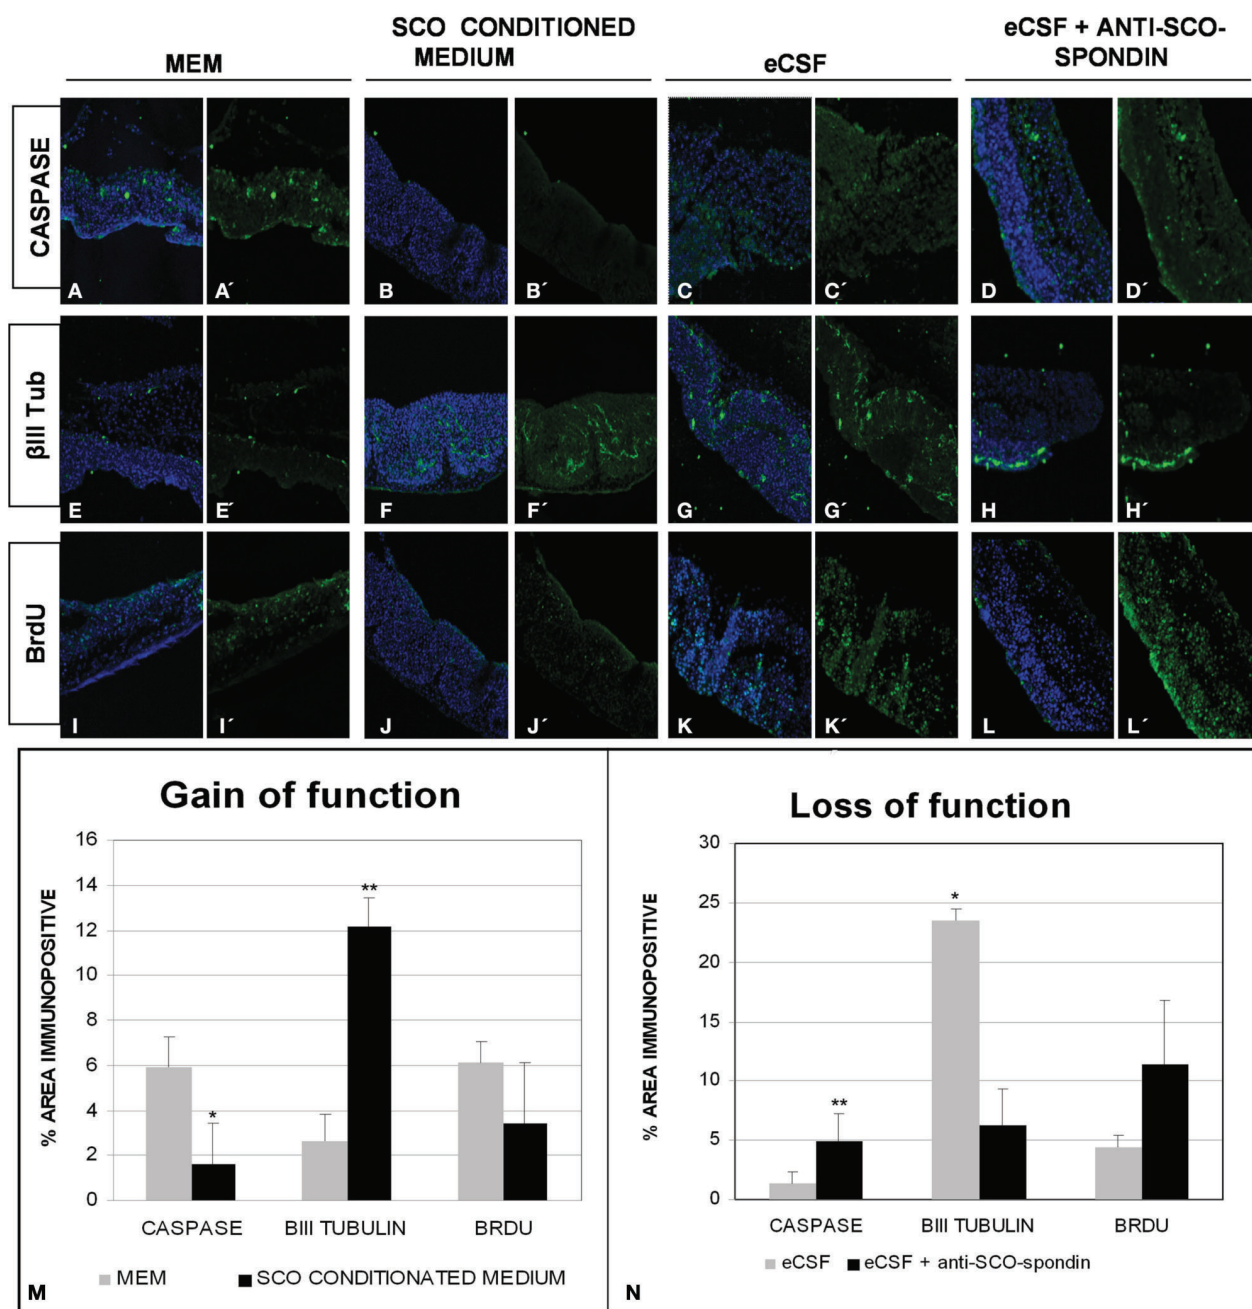 SCO CONDITIONED
MEDIUM
eCSF + ANTI-SCO-
SPONDIN
MEM
eCSF
CASPASE
A
A´
B
B´
C
C´
D
D´
βIII Tub
E
E´
F
F´
G
G´
H
H´
BrdU
I
I´
J
J´
K
K´
L
L´
Gain of function
% AREA IMMUNOPOSITIVE
16
14
12
10
8
6
4
2
0
*
**
CASPASE
BIII TUBULIN
BRDU
MEM
SCO CONDITIONATED MEDIUM
M
Loss of function
% AREA IMMUNOPOSITIVE
30
25
20
15
10
5
0
**
*
CASPASE
BIII TUBULIN
BRDU
eCSF
eCSF + anti-SCO-spondin
N